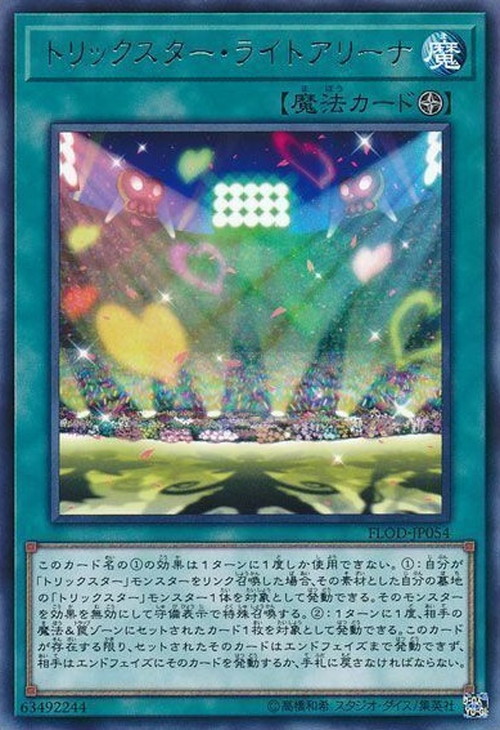 トリックスター・ライトアリーナ
魔
【魔法カード】
FLOD-JP054
このカード名の①の効果は1ターンに1度しか使用できない。①:自分が
「トリックスター」モンスターをリンク召喚した場合、その素材とした自分の墓地
の「トリックスター」モンスター1体を対象として発動できる。そのモンスター
を効果を無効にして守備表示で特殊召喚する。②:1ターンに1度、相手の
魔法&罠ゾーンにセットされたカード1枚を対象として発動できる。このカード
が存在する限り、セットされたそのカードはエンドフェイズまで発動できず、
相手はエンドフェイズにそのカードを発動するか、手札に戻さなければならない。
63492244
©高橋和希 スタジオ・ダイス/集英社